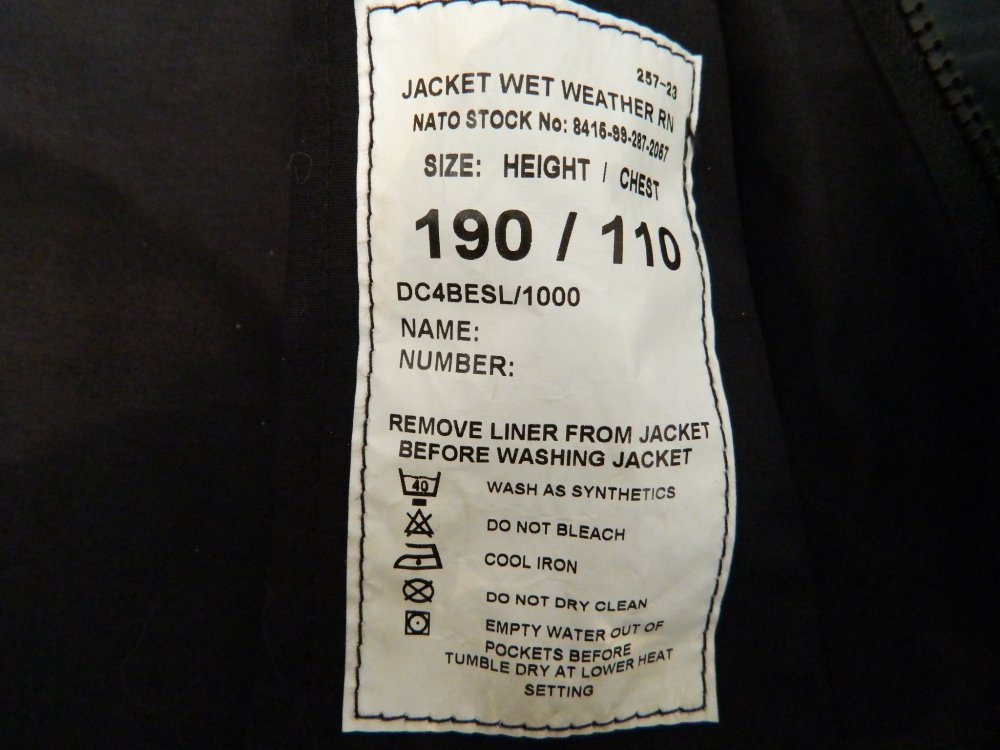 257-23
JACKET WET WEATHER RN
NATO STOCK No: 8415-99-287-2067
SIZE: HEIGHT / CHEST
190 / 110
DC4BESL/1000
NAME:
NUMBER:
REMOVE LINER FROM JACKET
BEFORE WASHING JACKET
40 WASH AS SYNTHETICS
DO NOT BLEACH
COOL IRON
DO NOT DRY CLEAN
EMPTY WATER OUT OF
POCKETS BEFORE
TUMBLE DRY AT LOWER HEAT
SETTING